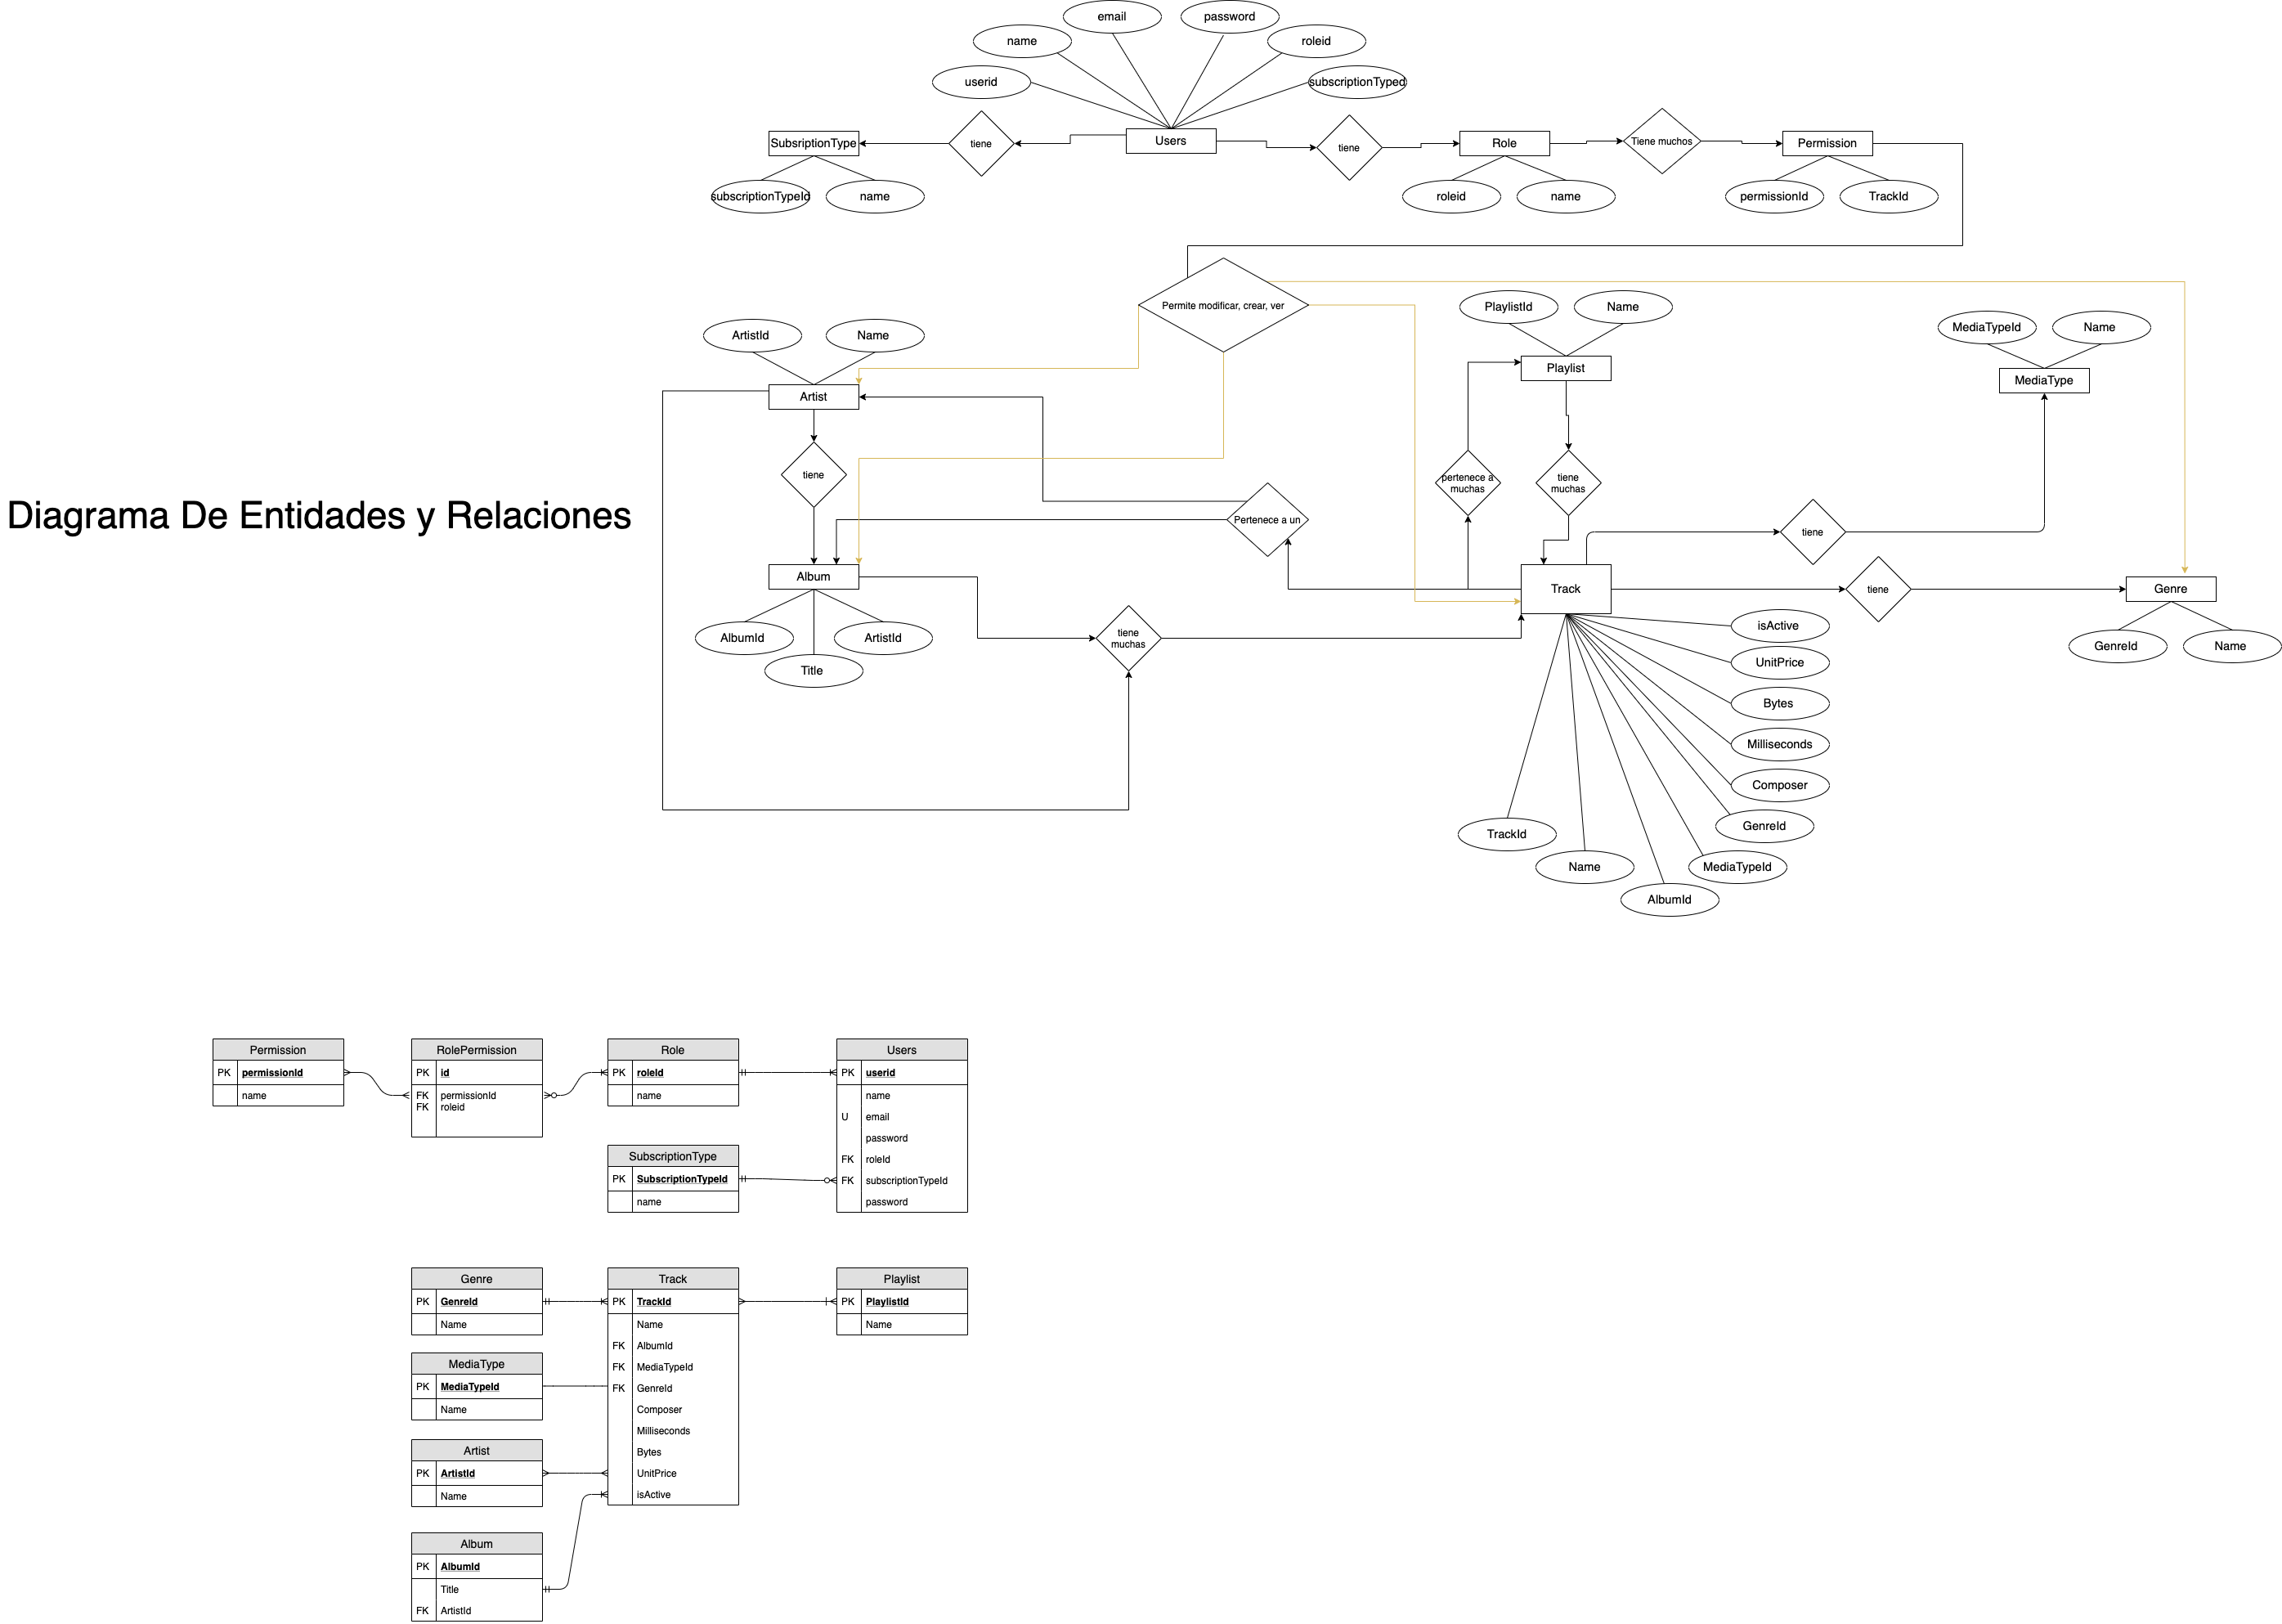 email
password
name
roleid
userid
subscriptionTyped
SubsriptionType
tiene
Users
tiene
Role
Tiene muchos
Permission
subscriptionTypeId
name
roleid
name
permissionId
TrackId
Permite modificar, crear, ver
PlaylistId
Name
MediaTypeId
Name
ArtistId
Name
Playlist
MediaType
Artist
tiene
pertenece a
muchas
tiene
muchas
Diagrama De Entidades y Relaciones
Pertenece a un
tiene
Album
Track
tiene
Genre
AlbumId
ArtistId
Title
tiene
muchas
isActive
GenreId
Name
UnitPrice
Bytes
Milliseconds
Composer
GenreId
TrackId
Name
MediaTypeId
AlbumId
Permission
PK permissionId
name
RolePermission
PK id
FK permissionId
FK roleid
Role
PK roleId
name
Users
PK userid
name
U email
password
FK roleId
FK subscriptionTypeId
password
SubscriptionType
PK SubscriptionTypeId
name
Genre
PK GenreId
Name
Track
PK TrackId
Name
FK AlbumId
FK MediaTypeId
FK GenreId
Composer
Milliseconds
Bytes
UnitPrice
isActive
Playlist
PK PlaylistId
Name
MediaType
PK MediaTypeId
Name
Artist
PK ArtistId
Name
Album
PK AlbumId
Title
FK ArtistId